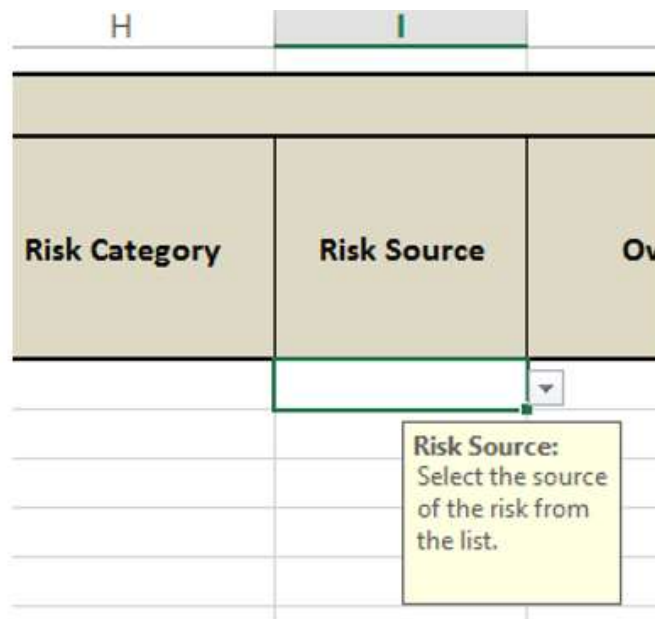 H I
Risk Category Risk Source
Risk Source:
Select the source
of the risk from
the list.